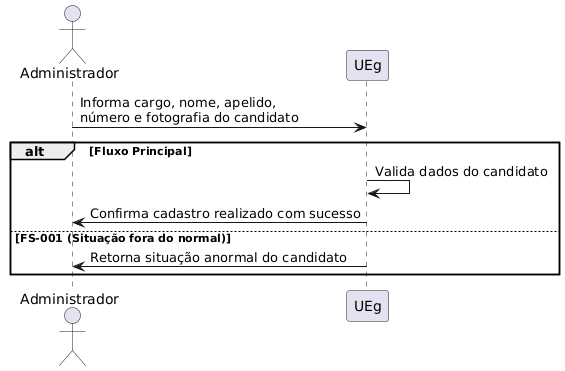 Administrador
UEg
Informa cargo, nome, apelido,
número e fotografia do candidato
alt
[Fluxo Principal]
Valida dados do candidato
Confirma cadastro realizado com sucesso
[FS-001 (Situação fora do normal)]
Retorna situação anormal do candidato
Administrador
UEg